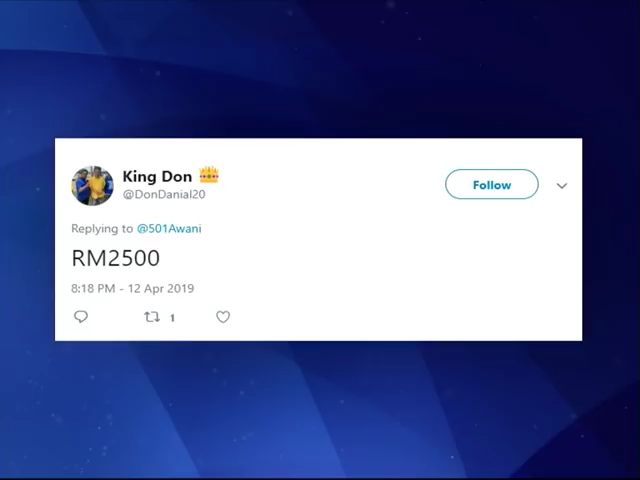 King Don 👑
@DonDanial20
Follow
Replying to @501Awani
RM2500
8:18 PM - 12 Apr 2019
1